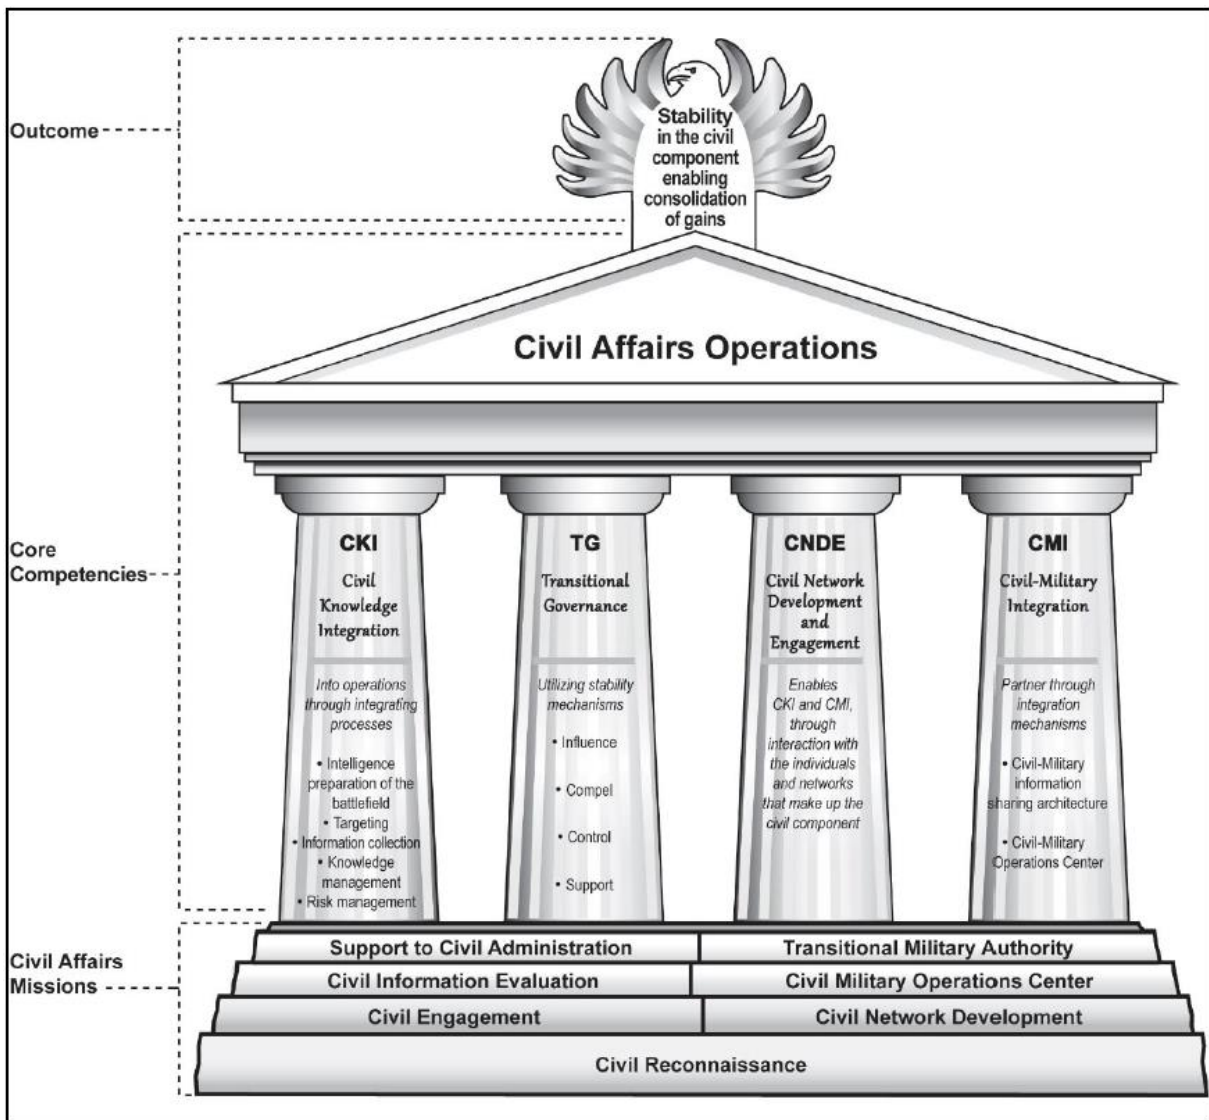 Outcome
Stability
in the civil
component
enabling
consolidation
of gains
Civil Affairs Operations
Core
Competencies
CKI
Civil
Knowledge
Integration
Into operations
through integrating
processes
• Intelligence
preparation of the
battlefield
• Targeting
• Information collection
• Knowledge
management
• Risk management
TG
Transitional
Governance
Utilizing stability
mechanisms
• Influence
• Compel
• Control
• Support
CNDE
Civil Network
Development
and
Engagement
Enables
CKI and CMI,
through
interaction with
the individuals
and networks
that make up the
civil component
CMI
Civil-Military
Integration
Partner through
integration
mechanisms
• Civil-Military
information
sharing architecture
• Civil-Military
Operations Center
Civil Affairs
Missions
Support to Civil Administration
Transitional Military Authority
Civil Information Evaluation
Civil Military Operations Center
Civil Engagement
Civil Network Development
Civil Reconnaissance